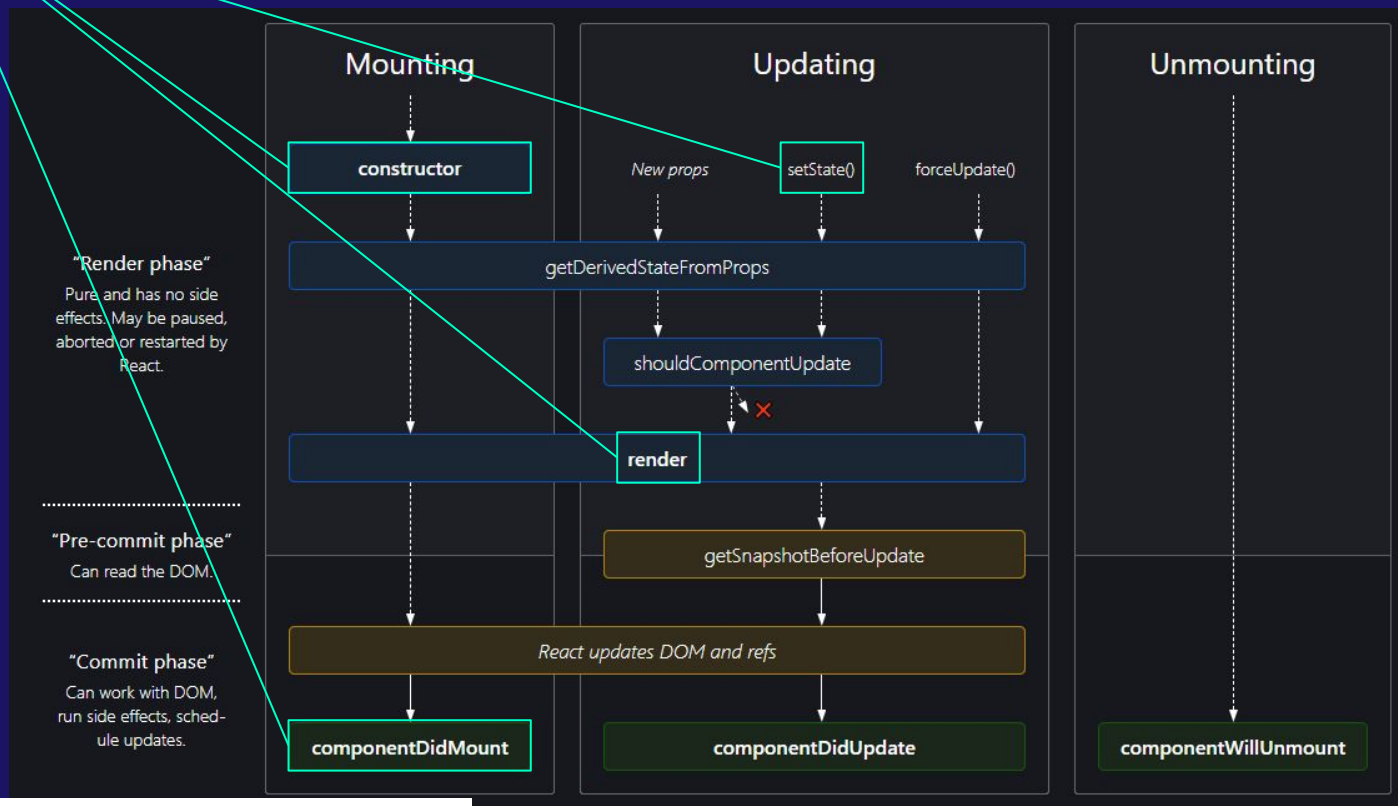 Mounting
Updating
Unmounting
constructor
New props
setState()
forceUpdate()
“Render phase”
Pure and has no side
effects. May be paused,
aborted or restarted by
React.
getDerivedStateFromProps
shouldComponentUpdate
render
“Pre-commit phase”
Can read the DOM.
getSnapshotBeforeUpdate
React updates DOM and refs
“Commit phase”
Can work with DOM,
run side effects, sched-
ule updates.
componentDidMount
componentDidUpdate
componentWillUnmount